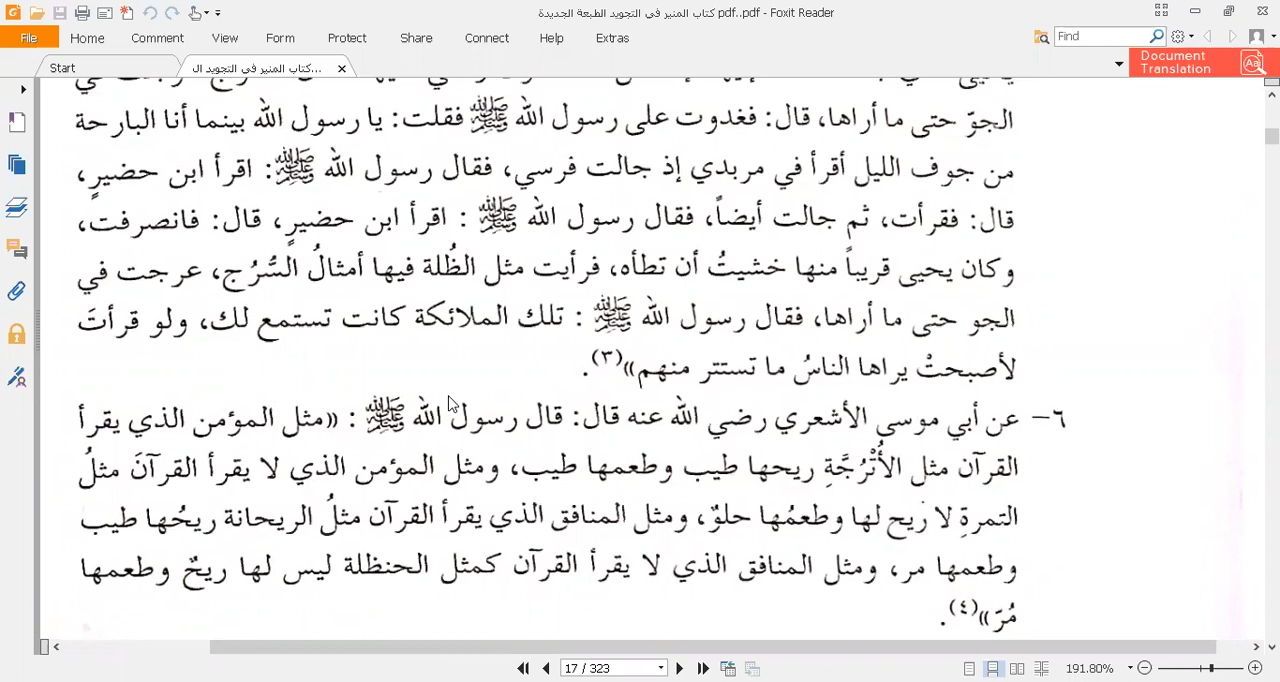 كتاب المنير في التجويد الطبعة الجديدة pdf..pdf - Foxit Reader
File Home Comment View Form Protect Share Connect Help Extras
Find
Start
كتاب المنير في التجويد ال...
Document Translation
الجوّ حتى ما أراها، قال: فغدوت على رسول الله ﷺ فقلت: يا رسول الله بينما أنا البارحة
من جوف الليل أقرأ في مربدي إذ جالت فرسي، فقال رسول الله ﷺ: اقرأ ابن حضيرٍ،
قال: فقرأت، ثم جالت أيضاً، فقال رسول الله ﷺ : اقرأ ابن حضيرٍ، قال: فانصرفت،
وكان يحيى قريباً منها خشيتُ أن تطأه، فرأيت مثل الظُلة فيها أمثالُ السُّرُج، عرجت في
الجو حتى ما أراها، فقال رسول الله ﷺ : تلك الملائكة كانت تستمع لك، ولو قرأتَ
لأصبحتْ يراها الناسُ ما تستتر منهم»(٣).
٦- عن أبي موسى الأشعري رضي الله عنه قال: قال رسول الله ﷺ : «مثل المؤمن الذي يقرأ
القرآن مثل الأُتْرُجَّةِ ريحها طيب وطعمها طيب، ومثل المؤمن الذي لا يقرأ القرآنَ مثلُ
التمرةِ لا ريح لها وطعمُها حلوٌ، ومثل المنافق الذي يقرأ القرآن مثلُ الريحانة ريحُها طيب
وطعمها مر، ومثل المنافق الذي لا يقرأ القرآن كمثل الحنظلة ليس لها ريحٌ وطعمها
مُرّ»(٤).
17 / 323
191.80%